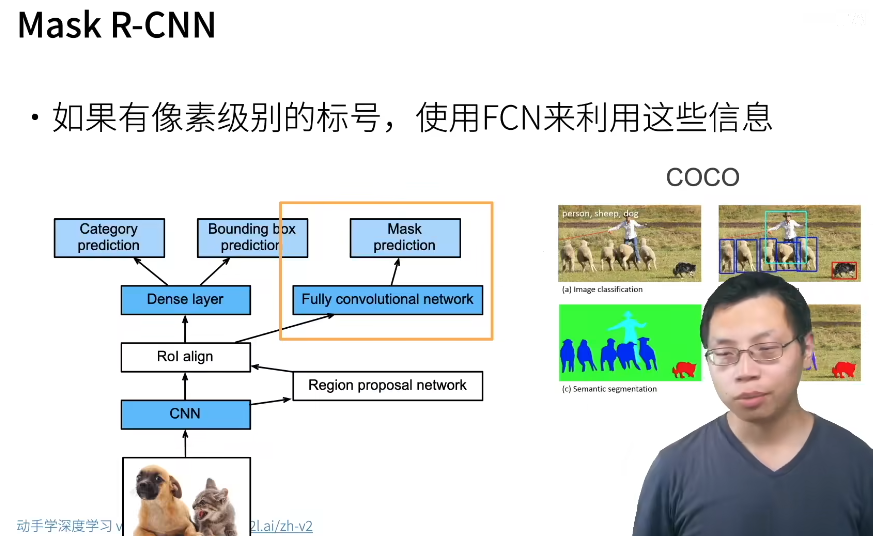 Mask R-CNN
• 如果有像素级别的标号，使用FCN来利用这些信息
COCO
person, sheep, dog
Category
prediction
Bounding box
prediction
Mask
prediction
Dense layer
Fully convolutional network
(a) Image classification
RoI align
Region proposal network
CNN
(c) Semantic segmentation
动手学深度学习 v
2l.ai/zh-v2